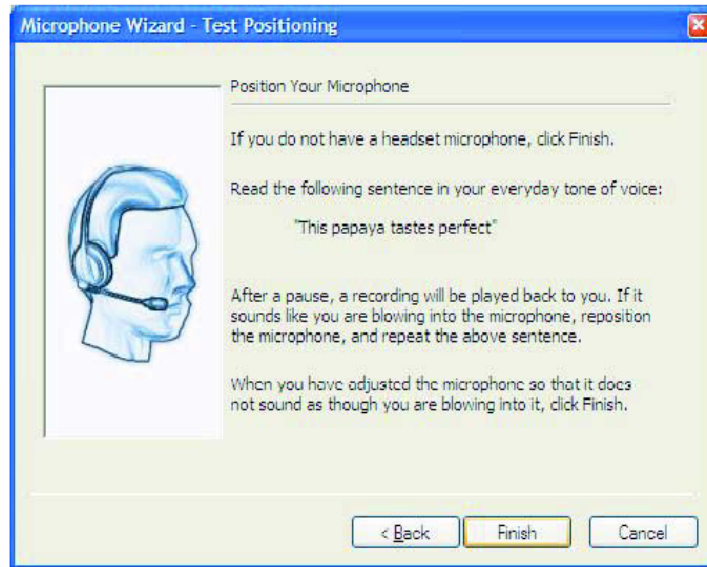 Microphone Wizard - Test Positioning
Position Your Microphone
If you do not have a headset microphone, click Finish.
Read the following sentence in your everyday tone of voice:
"This papaya tastes perfect"
After a pause, a recording will be played back to you. If it
sounds like you are blowing into the microphone, reposition
the microphone, and repeat the above sentence.
When you have adjusted the microphone so that it does
not sound as though you are blowing into it, click Finish.
< Back
Finish
Cancel